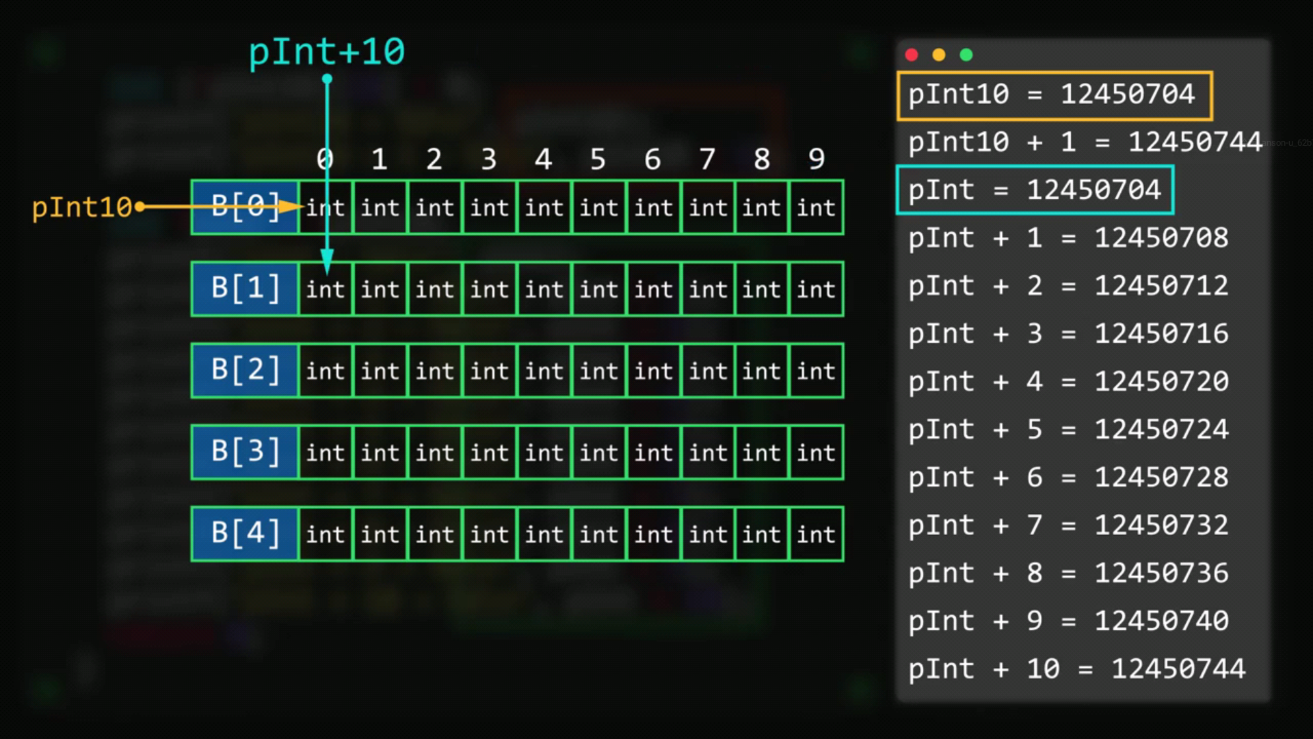 pInt+10
0 1 2 3 4 5 6 7 8 9
pInt10
B[0] int int int int int int int int int int
B[1] int int int int int int int int int int
B[2] int int int int int int int int int int
B[3] int int int int int int int int int int
B[4] int int int int int int int int int int
pInt10 = 12450704
pInt10 + 1 = 12450744
pInt = 12450704
pInt + 1 = 12450708
pInt + 2 = 12450712
pInt + 3 = 12450716
pInt + 4 = 12450720
pInt + 5 = 12450724
pInt + 6 = 12450728
pInt + 7 = 12450732
pInt + 8 = 12450736
pInt + 9 = 12450740
pInt + 10 = 12450744